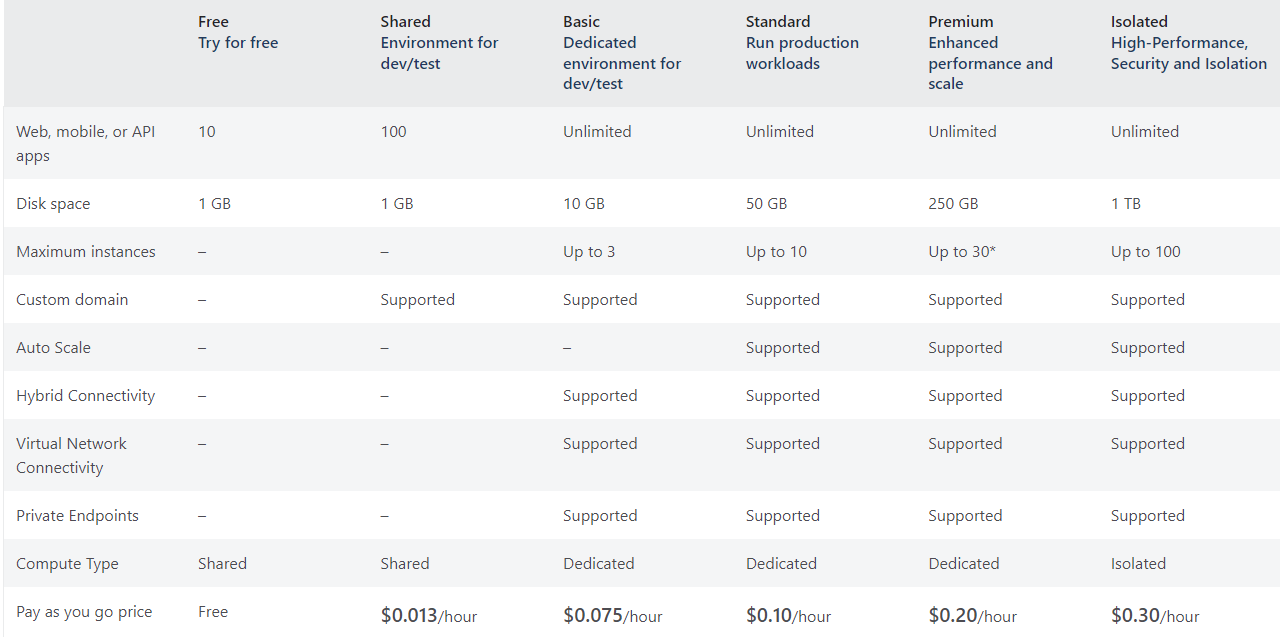 Free Shared Basic Standard Premium Isolated
Try for free Environment for Dedicated Run production Enhanced High-Performance,
dev/test environment for workloads performance and Security and Isolation
dev/test scale
Web, mobile, or API 10 100 Unlimited Unlimited Unlimited Unlimited
apps
Disk space 1 GB 1 GB 10 GB 50 GB 250 GB 1 TB
Maximum instances – – Up to 3 Up to 10 Up to 30* Up to 100
Custom domain – Supported Supported Supported Supported Supported
Auto Scale – – – Supported Supported Supported
Hybrid Connectivity – – Supported Supported Supported Supported
Virtual Network – – Supported Supported Supported Supported
Connectivity
Private Endpoints – – Supported Supported Supported Supported
Compute Type Shared Shared Dedicated Dedicated Dedicated Isolated
Pay as you go price Free $0.013/hour $0.075/hour $0.10/hour $0.20/hour $0.30/hour